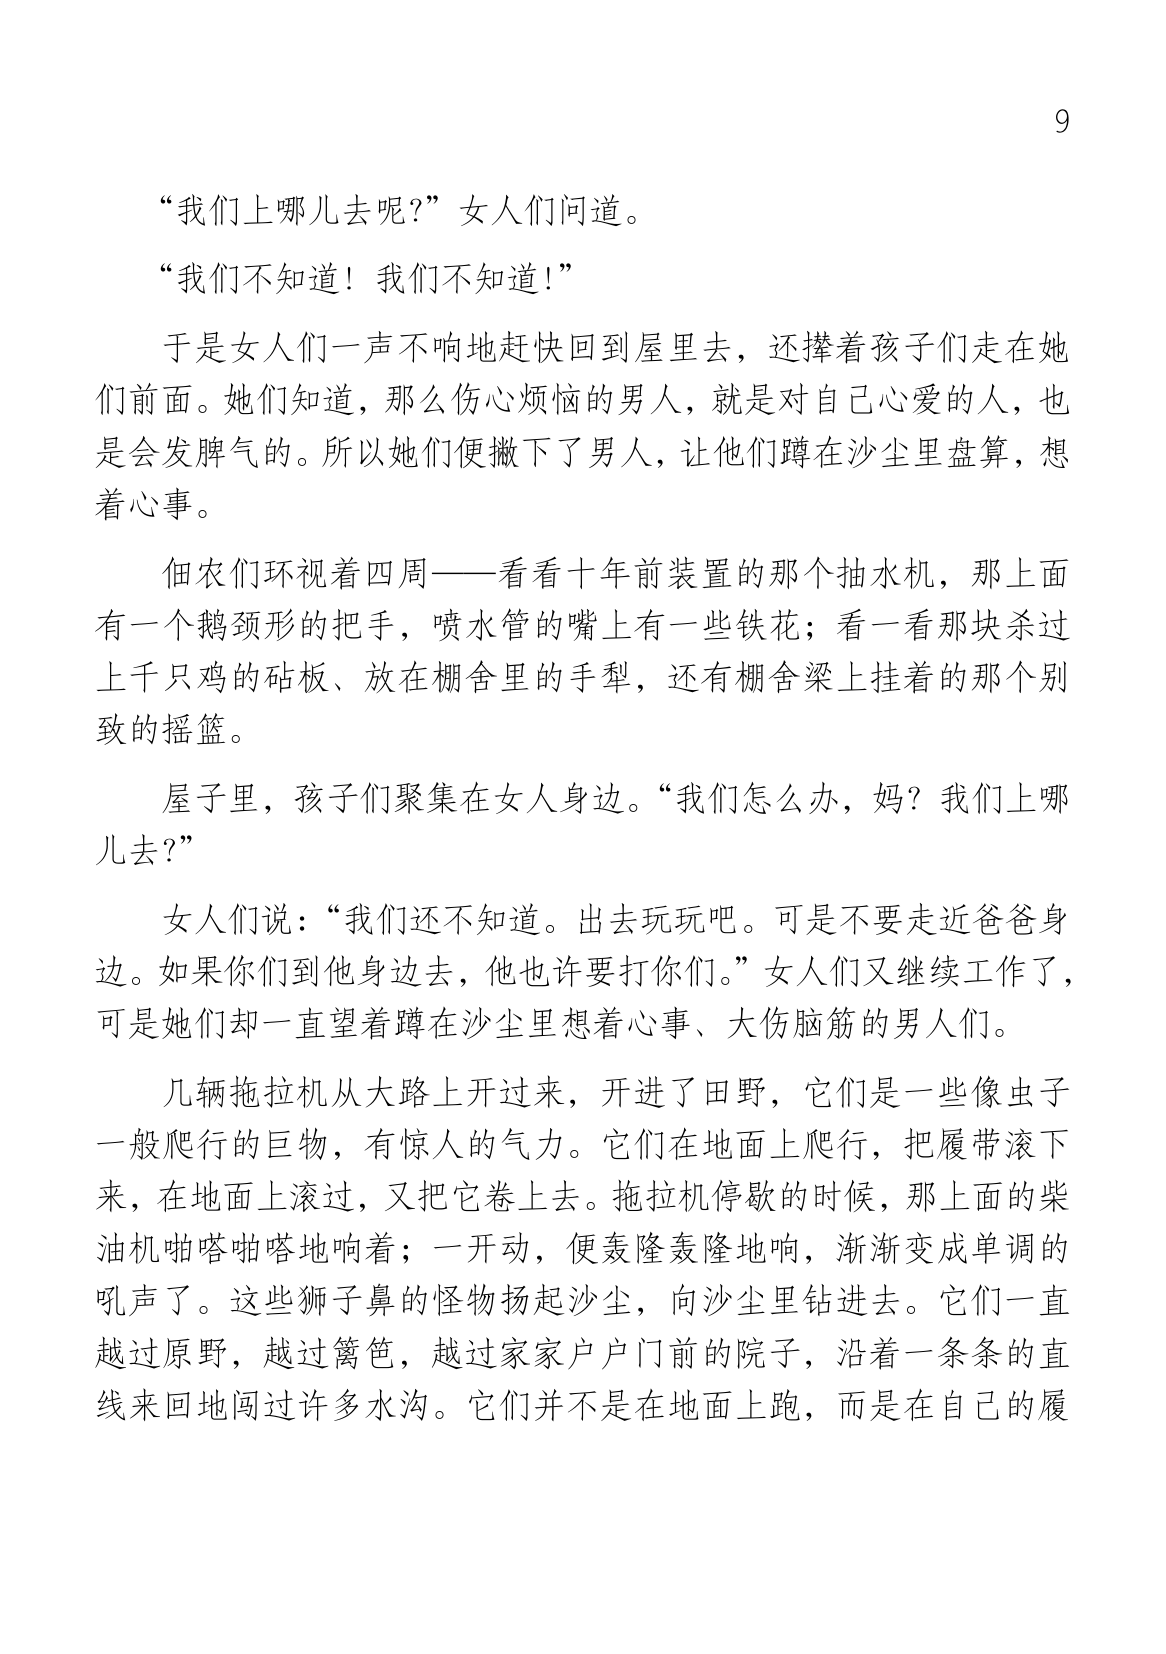 9
“我们上哪儿去呢?”女人们问道。
“我们不知道! 我们不知道!”
于是女人们一声不响地赶快回到屋里去，还撵着孩子们走在她
们前面。她们知道，那么伤心烦恼的男人，就是对自己心爱的人，也
是会发脾气的。所以她们便撇下了男人，让他们蹲在沙尘里盘算，想
着心事。
佃农们环视着四周——看看十年前装置的那个抽水机，那上面
有一个鹅颈形的把手，喷水管的嘴上有一些铁花；看一看那块杀过
上千只鸡的砧板、放在棚舍里的手犁，还有棚舍梁上挂着的那个别
致的摇篮。
屋子里，孩子们聚集在女人身边。“我们怎么办，妈? 我们上哪
儿去?”
女人们说：“我们还不知道。出去玩玩吧。可是不要走近爸爸身
边。如果你们到他身边去，他也许要打你们。”女人们又继续工作了，
可是她们却一直望着蹲在沙尘里想着心事、大伤脑筋的男人们。
几辆拖拉机从大路上开过来，开进了田野，它们是一些像虫子
一般爬行的巨物，有惊人的气力。它们在地面上爬行，把履带滚下
来，在地面上滚过，又把它卷上去。拖拉机停歇的时候，那上面的柴
油机啪嗒啪嗒地响着；一开动，便轰隆轰隆地响，渐渐变成单调的
吼声了。这些狮子鼻的怪物扬起沙尘，向沙尘里钻进去。它们一直
越过原野，越过篱笆，越过家家户户门前的院子，沿着一条条的直
线来回地闯过许多水沟。它们并不是在地面上跑，而是在自己的履